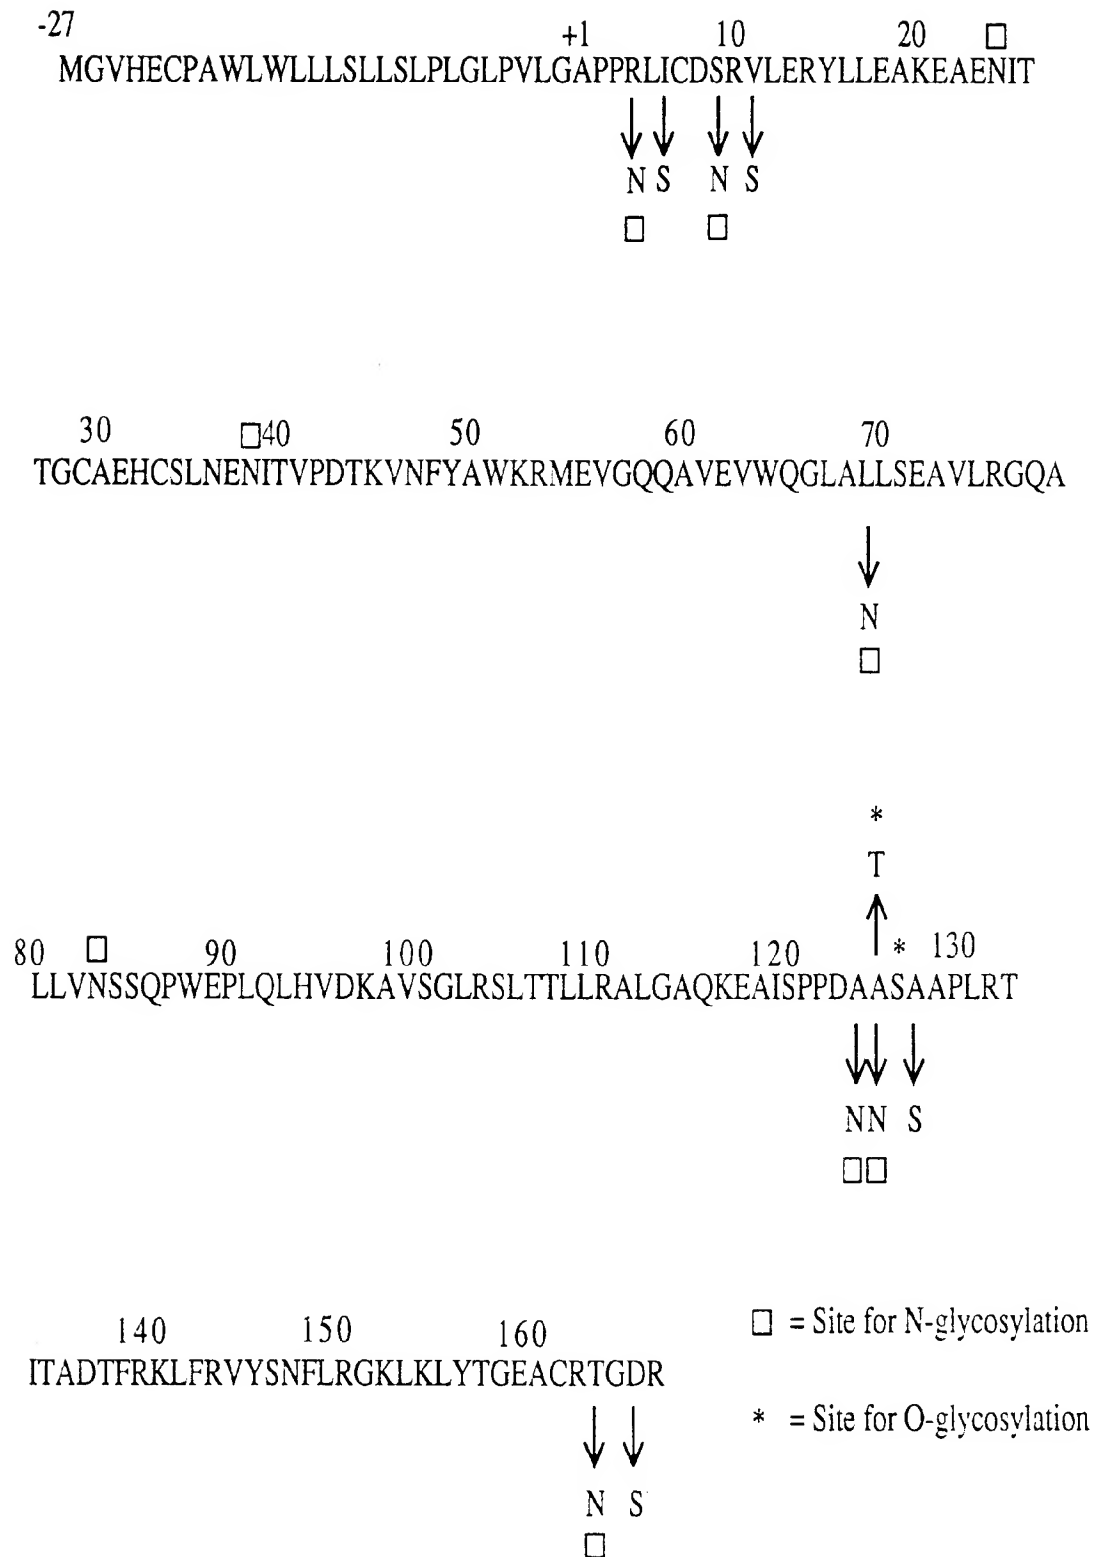 -27 +1 10 20 □
MGVHECPAWLWLLLSLLSLPLGLPVLGAPPRLICDSRVLERYLLEAKEAENIT
N S N S
□ □
30 □40 50 60 70
TGCAEHCSLNENITVPDTKVNFYAWKRMEVGQQAVEVWQGLALLSEAVLRGQA
N
□
*
T
80 □ 90 100 110 120 * 130
LLVNSSQPWEPLQLHVDKAVSGLRSLTTLLRALGAQKEAISPPDAASAAPLRT
NN S
□□
140 150 160
ITADTFRKLFRVYSNFLRGKLKLYTGEACRTGDR
N S
□
□ = Site for N-glycosylation
* = Site for O-glycosylation